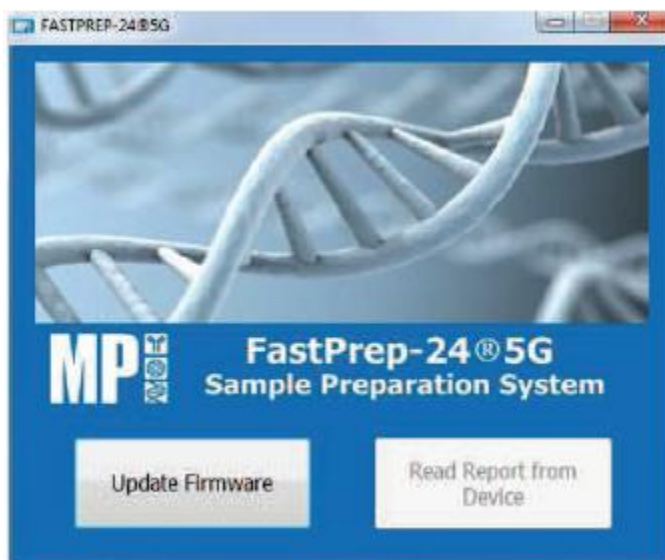 FASTPREP-24®5G
MP
FastPrep-24®5G
Sample Preparation System
Update Firmware
Read Report from
Device